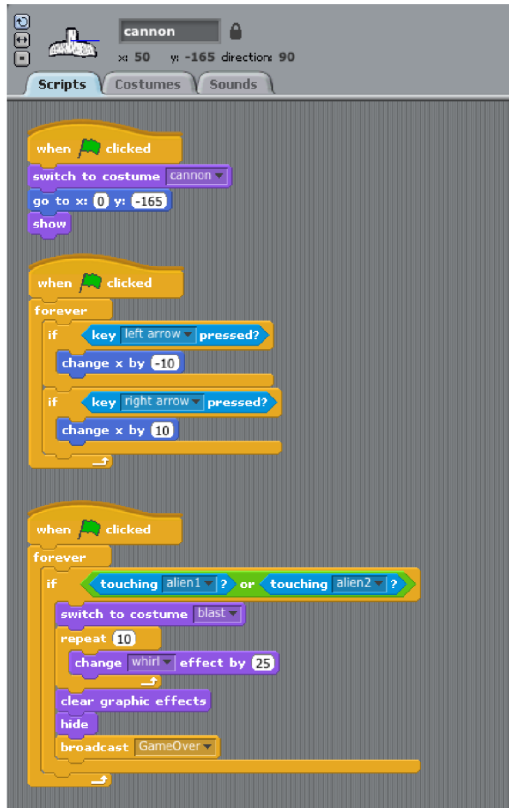 cannon
x: 50 y: -165 direction: 90
Scripts Costumes Sounds
when clicked
switch to costume cannon
go to x: 0 y: -165
show
when clicked
forever
if key left arrow pressed?
change x by -10
if key right arrow pressed?
change x by 10
when clicked
forever
if touching alien1 ? or touching alien2 ?
switch to costume blast
repeat 10
change whirl effect by 25
clear graphic effects
hide
broadcast GameOver